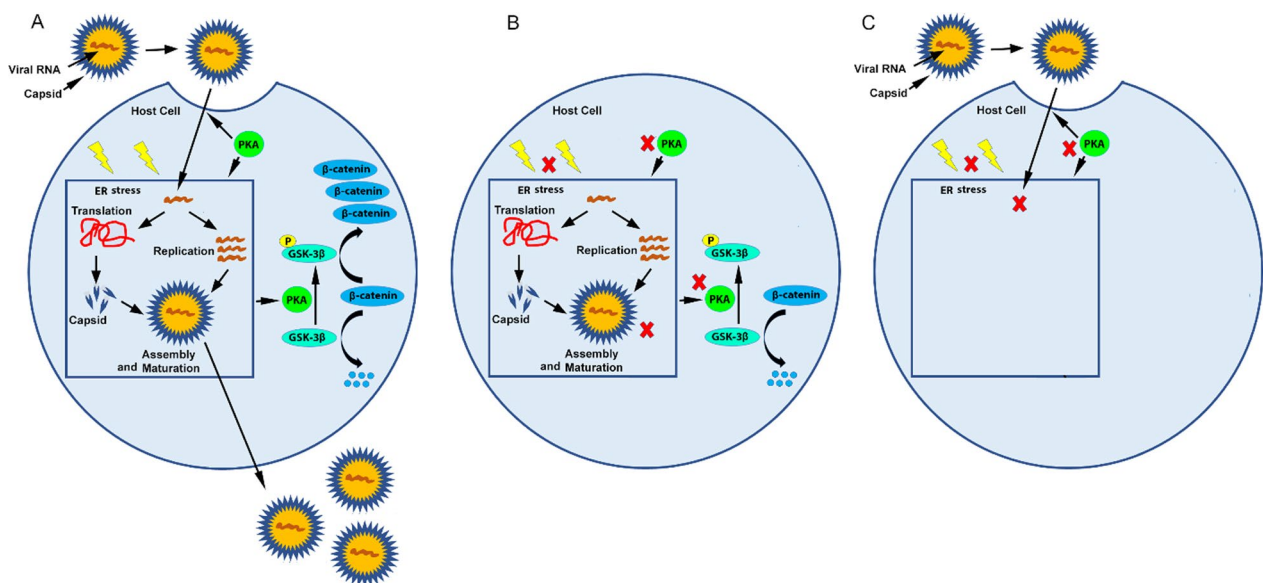 A
Viral RNA
Capsid
Host Cell
PKA
ER stress
Translation
Replication
Capsid
Assembly
and Maturation
β-catenin
β-catenin
β-catenin
P
GSK-3β
PKA
β-catenin
GSK-3β
B
Host Cell
PKA
ER stress
Translation
Replication
Capsid
Assembly
and Maturation
P
GSK-3β
PKA
β-catenin
GSK-3β
C
Viral RNA
Capsid
Host Cell
PKA
ER stress